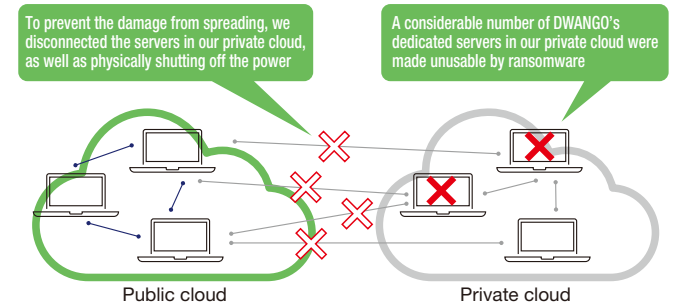 To prevent the damage from spreading, we
disconnected the servers in our private cloud,
as well as physically shutting off the power
A considerable number of DWANGO's
dedicated servers in our private cloud were
made unusable by ransomware
Public cloud
Private cloud